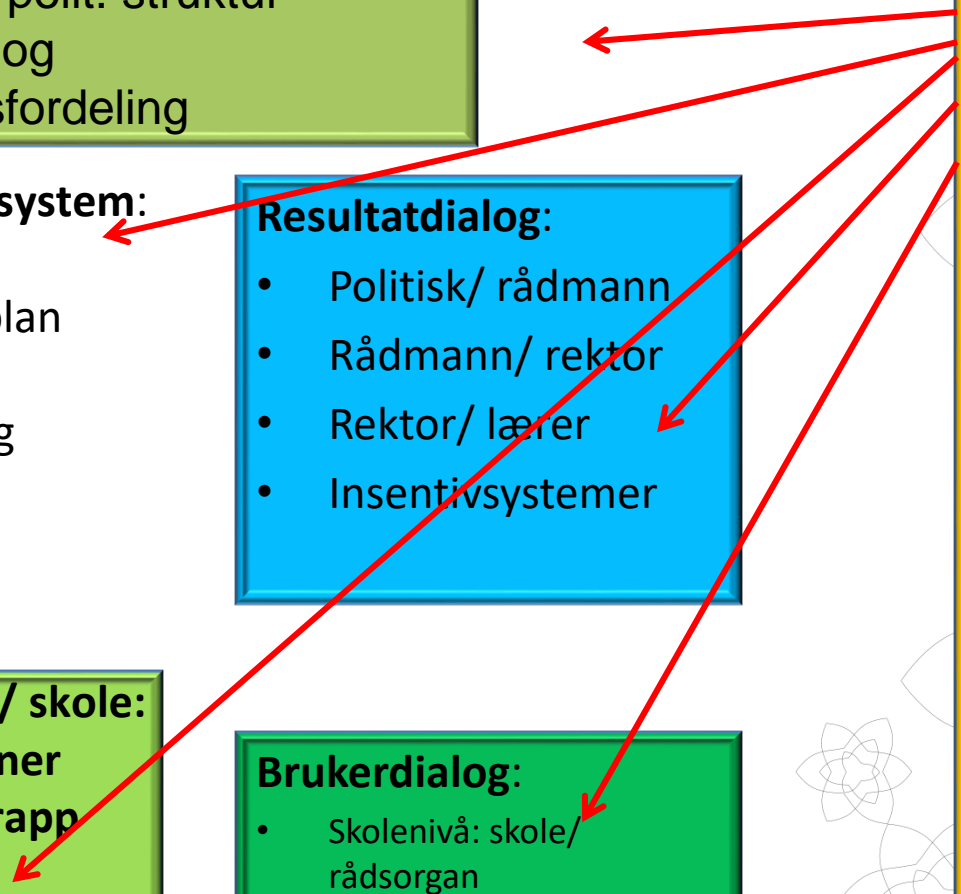 polit. struktur
og
sfordeling
system:
plan
g
Resultatdialog:
• Politisk/ rådmann
• Rådmann/ rektor
• Rektor/ lærer
• Insentivsystemer
/ skole:
ner
rapp
Brukerdialog:
• Skolenivå: skole/
rådsorgan